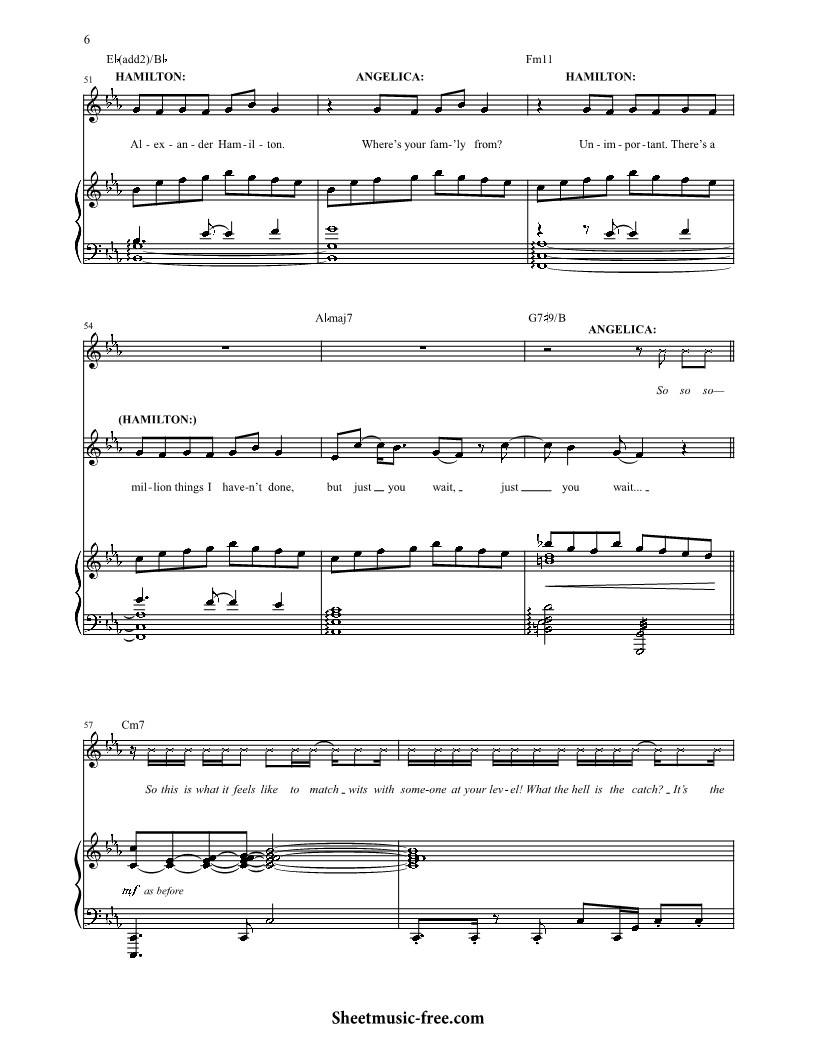 6
E♭(add2)/B♭ Fm11
51 HAMILTON: ANGELICA: HAMILTON:
Al - ex - an - der Ham - il - ton. Where's your fam-'ly from? Un - im - por - tant. There's a
54 A♭maj7 G7♯9/B
ANGELICA:
So so so—
(HAMILTON:)
mil - lion things I have-n't done, but just you wait, just you wait...
57 Cm7
So this is what it feels like to match wits with some-one at your lev-el! What the hell is the catch? It's the
mf as before
Sheetmusic-free.com